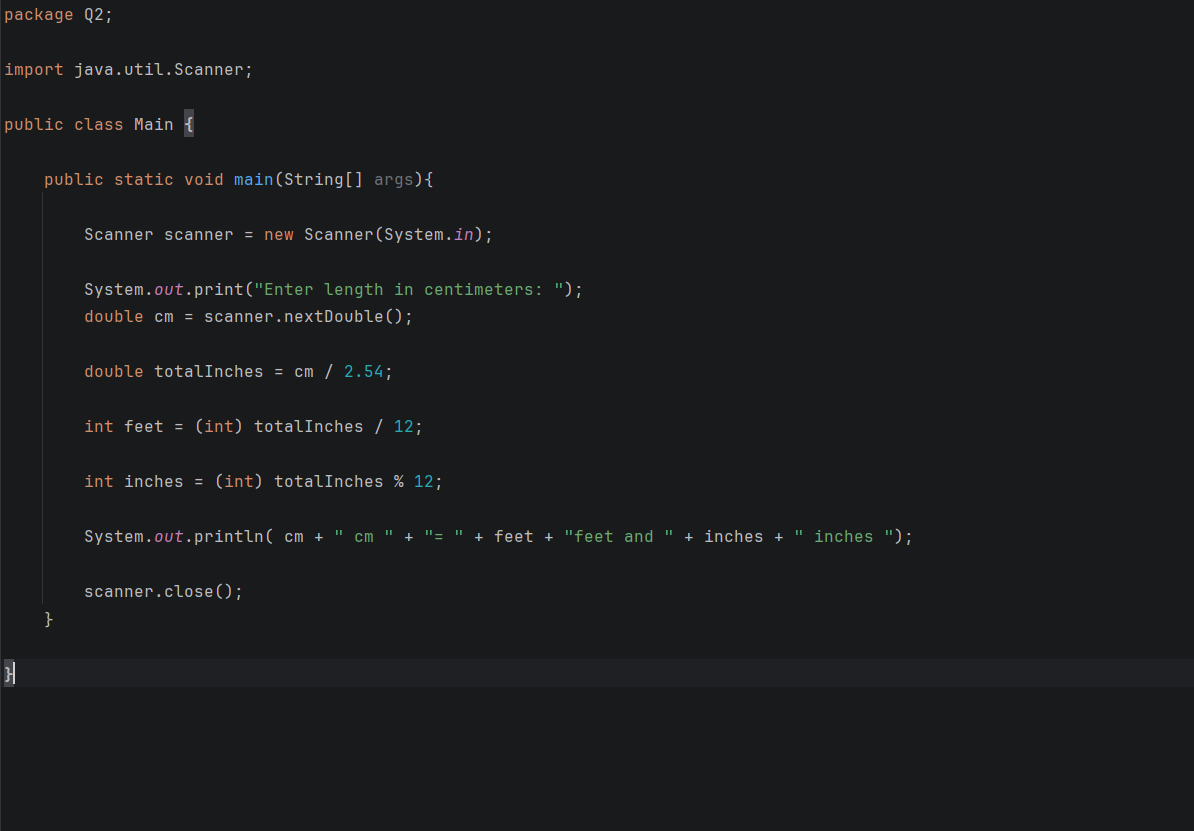 package Q2;
import java.util.Scanner;
public class Main {
public static void main(String[] args){
Scanner scanner = new Scanner(System.in);
System.out.print("Enter length in centimeters: ");
double cm = scanner.nextDouble();
double totalInches = cm / 2.54;
int feet = (int) totalInches / 12;
int inches = (int) totalInches % 12;
System.out.println( cm + " cm " + "= " + feet + "feet and " + inches + " inches ");
scanner.close();
}
}